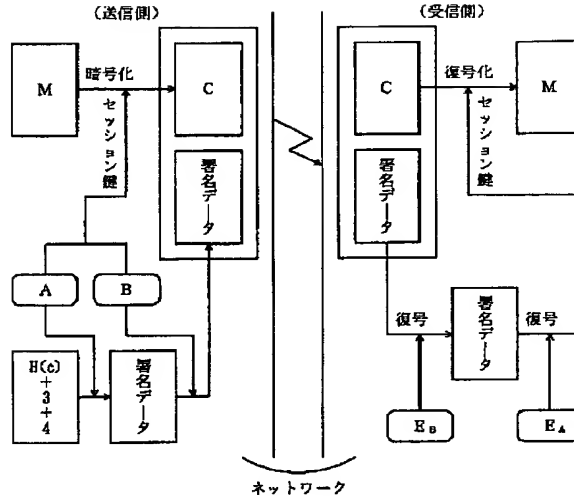 (送信側)
(受信側)
M
暗号化
セッション鍵
C
署名データ
A
B
H(c)
+
3
+
4
署名データ
C
復号化
セッション鍵
M
署名データ
復号
署名データ
復号
E_B
E_A
ネットワーク